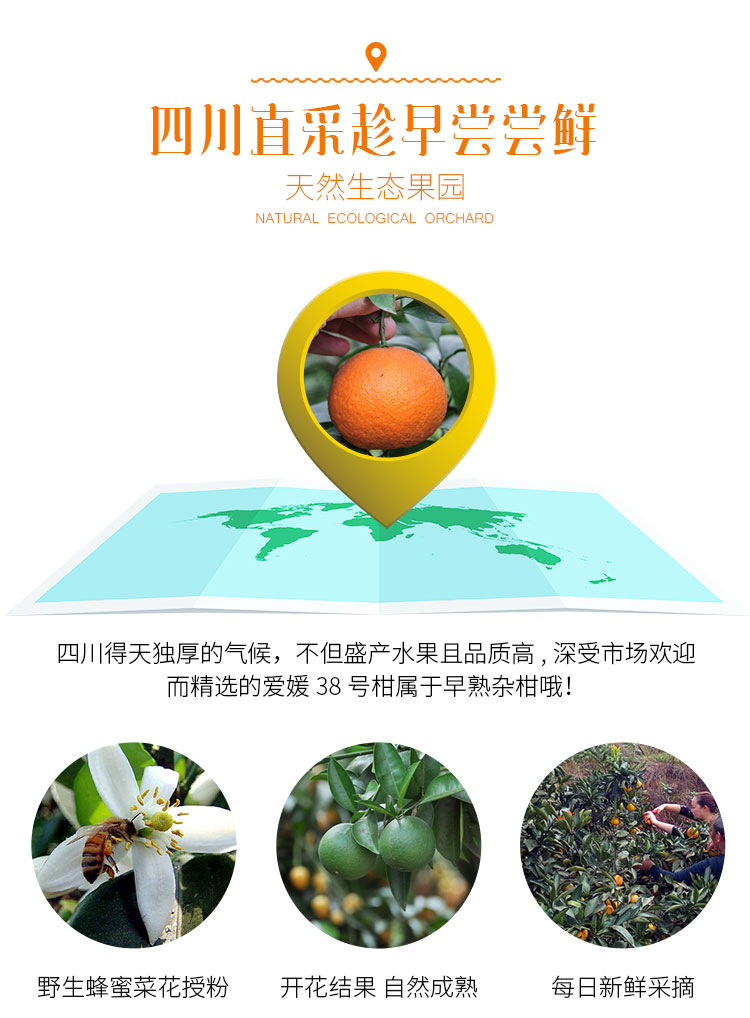 四川直采趁早尝尝鲜
天然生态果园
NATURAL ECOLOGICAL ORCHARD
四川得天独厚的气候，不但盛产水果且品质高，深受市场欢迎
而精选的爱媛 38 号柑属于早熟杂柑哦！
野生蜂蜜菜花授粉
开花结果 自然成熟
每日新鲜采摘